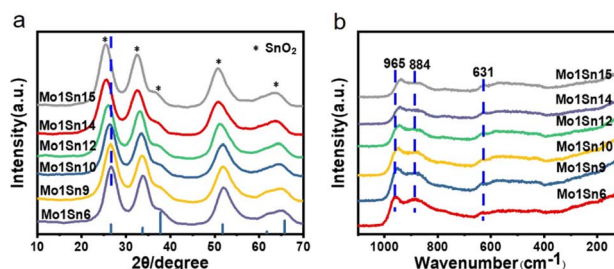 a
Intensity(a.u.)
* SnO2
* * * * *
Mo1Sn15
Mo1Sn14
Mo1Sn12
Mo1Sn10
Mo1Sn9
Mo1Sn6
10 20 30 40 50 60 70
2θ/degree
b
Intensity(a.u.)
965 884 631
Mo1Sn15
Mo1Sn14
Mo1Sn12
Mo1Sn10
Mo1Sn9
Mo1Sn6
1000 800 600 400 200
Wavenumber(cm-1)